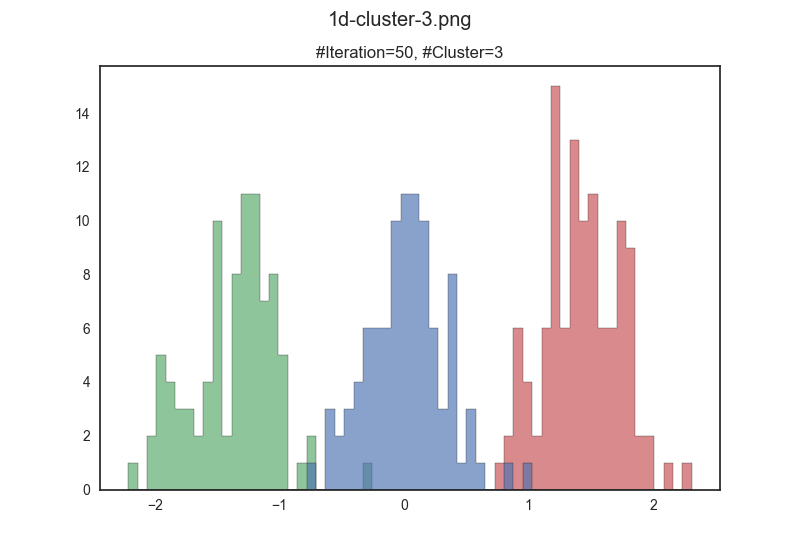 1d-cluster-3.png
#Iteration=50, #Cluster=3
14
12
10
8
6
4
2
0
−2 −1 0 1 2